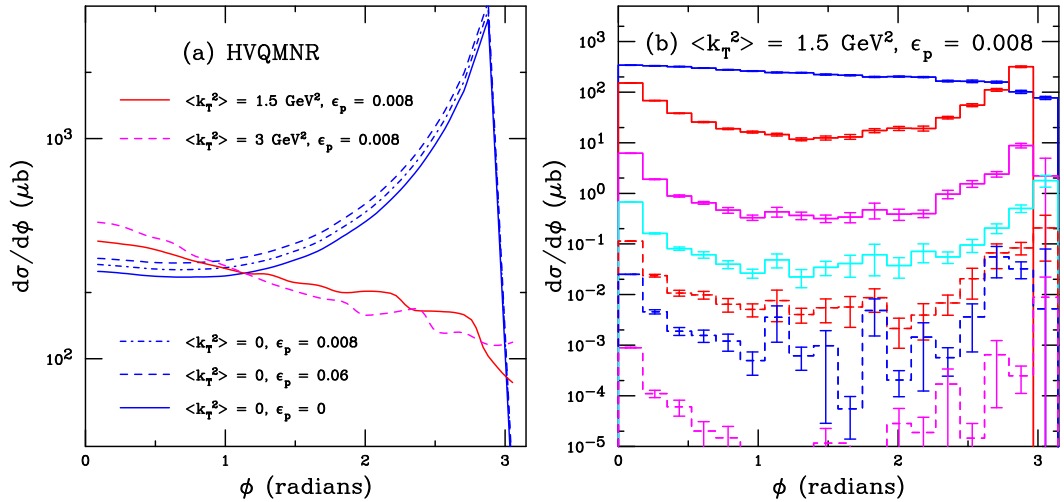 (a) HVQMNR
<k_T^2> = 1.5 GeV^2, ϵ_p = 0.008
<k_T^2> = 3 GeV^2, ϵ_p = 0.008
<k_T^2> = 0, ϵ_p = 0.008
<k_T^2> = 0, ϵ_p = 0.06
<k_T^2> = 0, ϵ_p = 0
dσ/dϕ (μb)
10^3
10^2
0 1 2 3
ϕ (radians)
(b) <k_T^2> = 1.5 GeV^2, ϵ_p = 0.008
dσ/dϕ (μb)
10^3
10^2
10^1
10^0
10^−1
10^−2
10^−3
10^−4
10^−5
0 1 2 3
ϕ (radians)